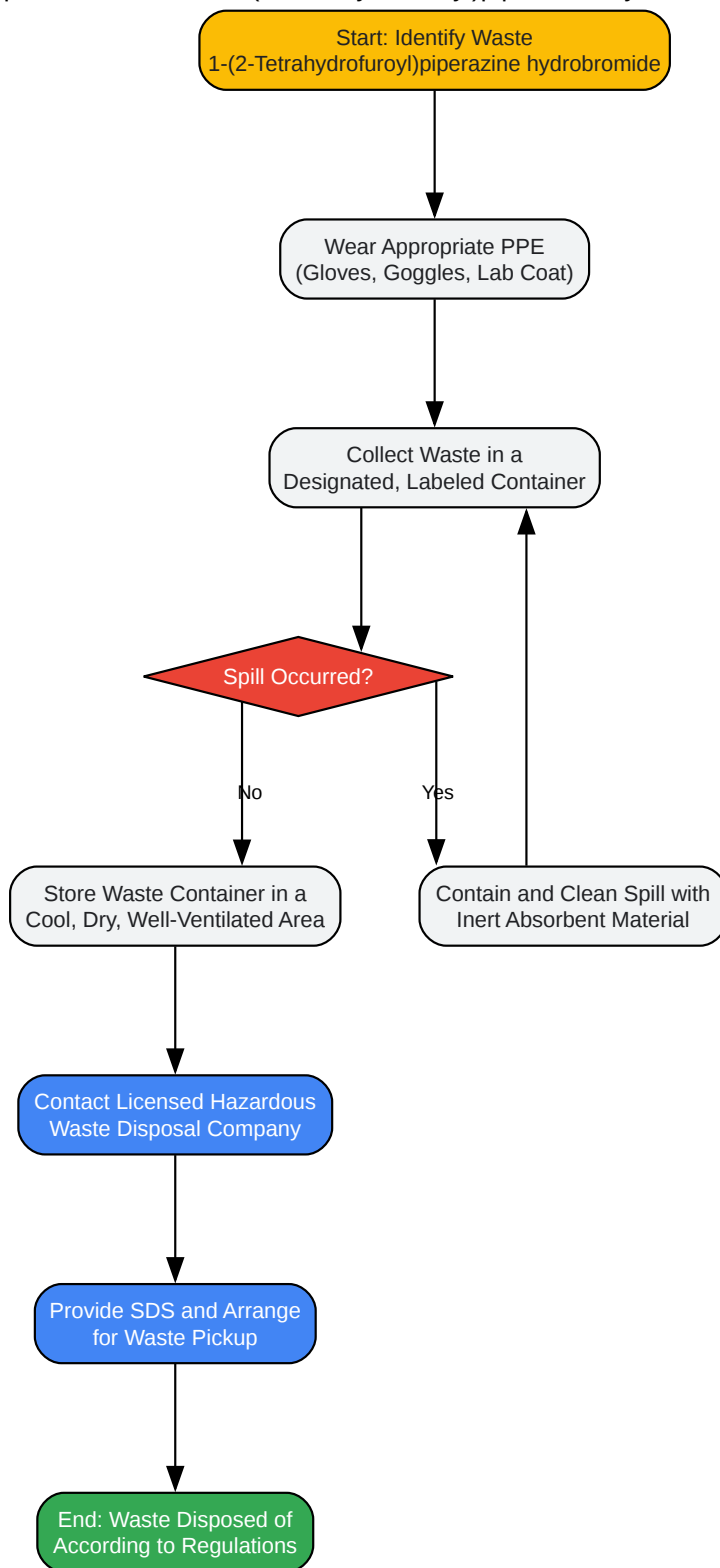 Start: Identify Waste
1-(2-Tetrahydrofuroyl)piperazine hydrobromide
Wear Appropriate PPE
(Gloves, Goggles, Lab Coat)
Collect Waste in a
Designated, Labeled Container
Spill Occurred?
No
Yes
Store Waste Container in a
Cool, Dry, Well-Ventilated Area
Contain and Clean Spill with
Inert Absorbent Material
Contact Licensed Hazardous
Waste Disposal Company
Provide SDS and Arrange
for Waste Pickup
End: Waste Disposed of
According to Regulations